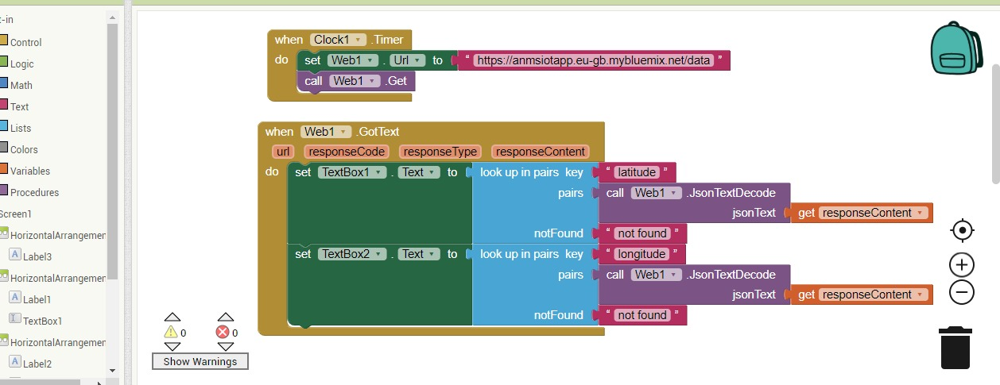 t-in
Control
Logic
Math
Text
Lists
Colors
Variables
Procedures
Screen1
HorizontalArrangemen
A Label3
HorizontalArrangemen
A Label1
TextBox1
HorizontalArrangemen
A Label2
when Clock1 .Timer
do set Web1 . Url to “ https://anmsiotapp.eu-gb.mybluemix.net/data ”
call Web1 .Get
when Web1 .GotText
url responseCode responseType responseContent
do set TextBox1 . Text to look up in pairs key “ latitude ”
pairs call Web1 .JsonTextDecode
jsonText get responseContent
notFound “ not found ”
set TextBox2 . Text to look up in pairs key “ longitude ”
pairs call Web1 .JsonTextDecode
jsonText get responseContent
notFound “ not found ”
0 0
Show Warnings